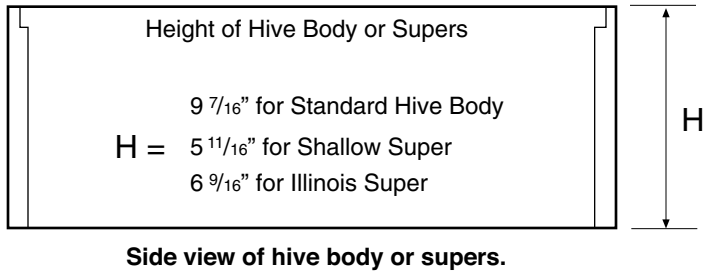 Height of Hive Body or Supers
9 7/16” for Standard Hive Body
H = 5 11/16” for Shallow Super
6 9/16” for Illinois Super
H
Side view of hive body or supers.